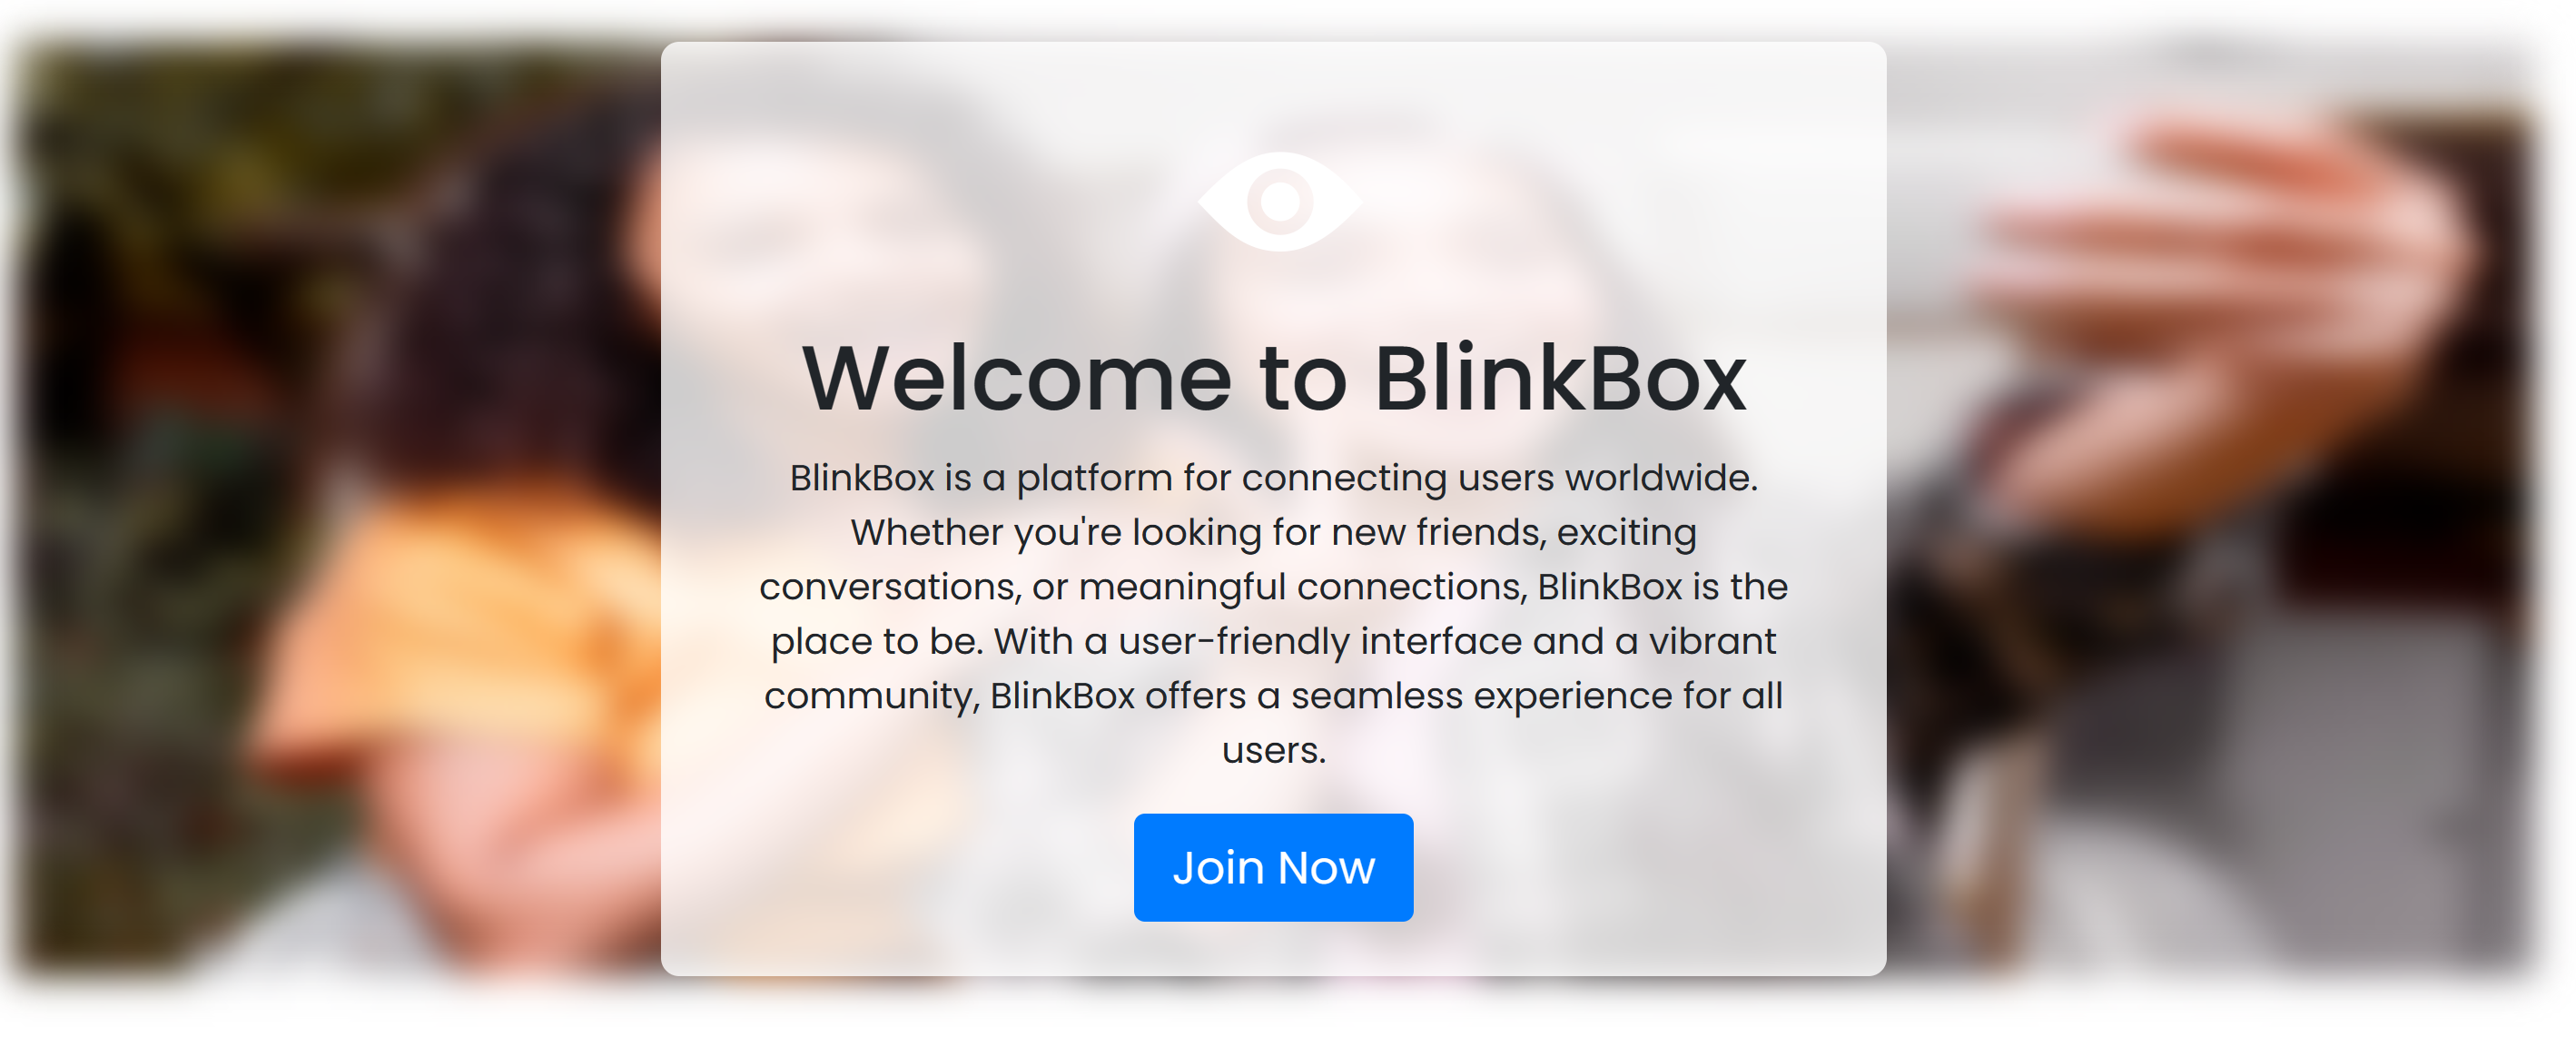 Welcome to BlinkBox
BlinkBox is a platform for connecting users worldwide.
Whether you're looking for new friends, exciting
conversations, or meaningful connections, BlinkBox is the
place to be. With a user-friendly interface and a vibrant
community, BlinkBox offers a seamless experience for all
users.
Join Now